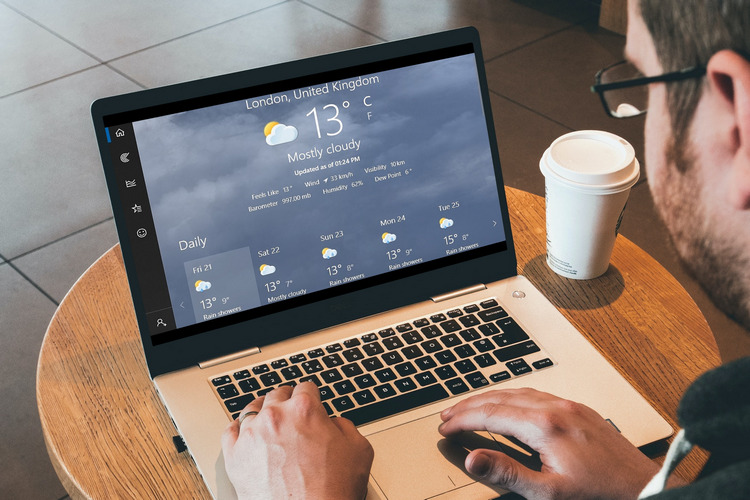 London, United Kingdom
13° C
F
Mostly cloudy
Updated as of 01:24 PM
Feels Like 13° Wind 33 km/h Visibility 10 km
Barometer 997.00 mb Humidity 62% Dew Point 6°
Daily
Fri 21
13° 9°
Rain showers
Sat 22
13° 7°
Mostly cloudy
Sun 23
13° 8°
Rain showers
Mon 24
13° 9°
Rain showers
Tue 25
15° 8°
Rain showers